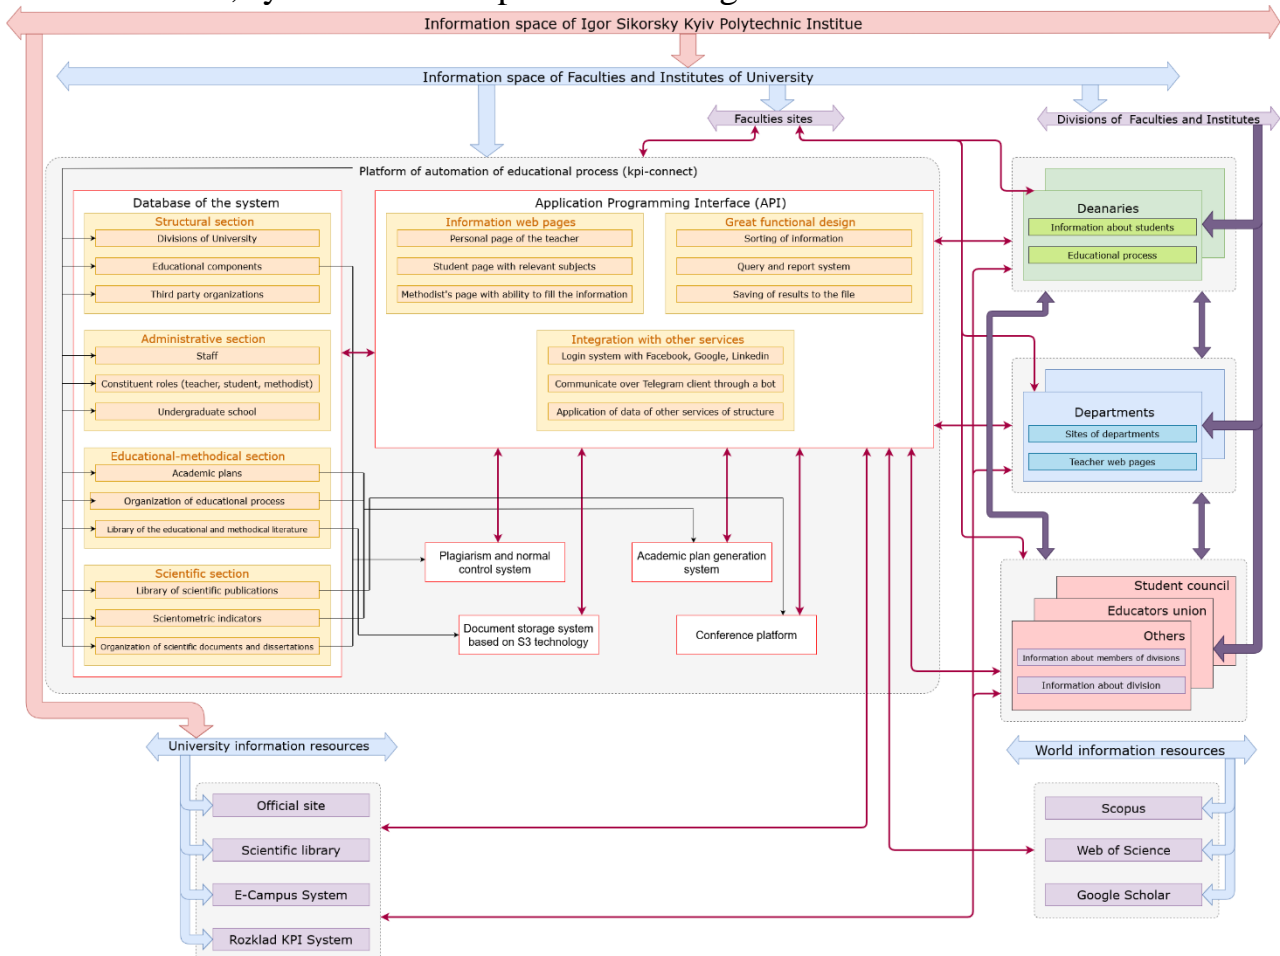 Information space of Igor Sikorsky Kyiv Polytechnic Institue
Information space of Faculties and Institutes of University
Faculties sites
Divisions of Faculties and Institutes
Platform of automation of educational process (kpi-connect)
Database of the system
Structural section
Divisions of University
Educational components
Third party organizations
Administrative section
Staff
Constituent roles (teacher, student, methodist)
Undergraduate school
Educational-methodical section
Academic plans
Organization of educational process
Library of the educational and methodical literature
Scientific section
Library of scientific publications
Scientometric indicators
Organization of scientific documents and dissertations
Application Programming Interface (API)
Information web pages
Personal page of the teacher
Student page with relevant subjects
Methodist's page with ability to fill the information
Great functional design
Sorting of information
Query and report system
Saving of results to the file
Integration with other services
Login system with Facebook, Google, Linkedin
Communicate over Telegram client through a bot
Application of data of other services of structure
Plagiarism and normal
control system
Academic plan generation
system
Document storage system
based on S3 technology
Conference platform
Deanaries
Information about students
Educational process
Departments
Sites of departments
Teacher web pages
Student council
Educators union
Others
Information about members of divisions
Information about division
University information resources
Official site
Scientific library
E-Campus System
Rozklad KPI System
World information resources
Scopus
Web of Science
Google Scholar